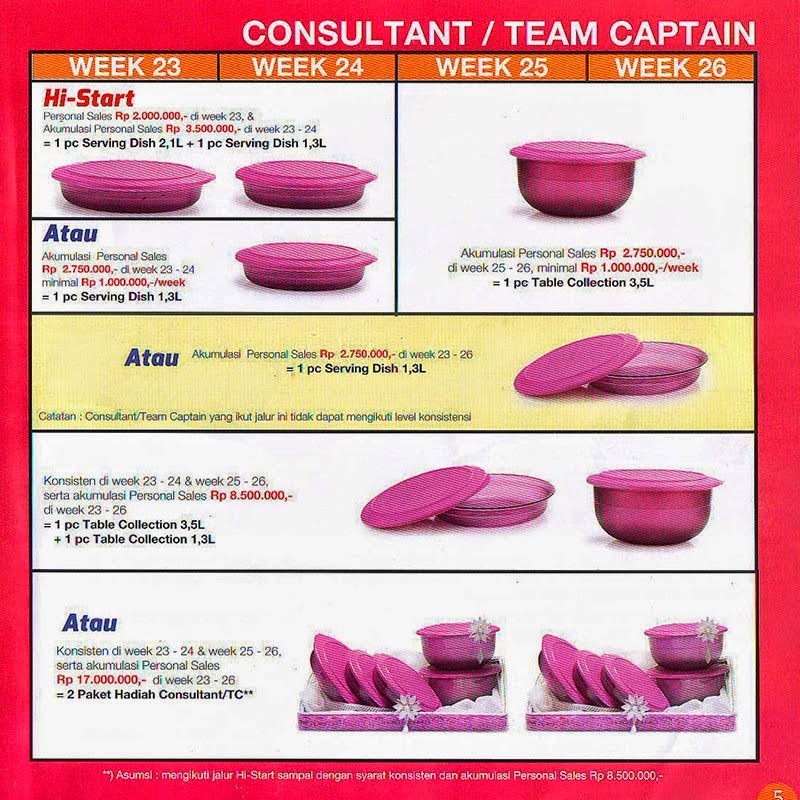 CONSULTANT / TEAM CAPTAIN
WEEK 23
WEEK 24
WEEK 25
WEEK 26
Hi-Start
Personal Sales Rp 2.000.000,- di week 23, &
Akumulasi Personal Sales Rp 3.500.000,- di week 23 - 24
= 1 pc Serving Dish 2,1L + 1 pc Serving Dish 1,3L
Atau
Akumulasi Personal Sales
Rp 2.750.000,- di week 23 - 24
minimal Rp 1.000.000,-/week
= 1 pc Serving Dish 1,3L
Akumulasi Personal Sales Rp 2.750.000,-
di week 25 - 26, minimal Rp 1.000.000,-/week
= 1 pc Table Collection 3,5L
Atau Akumulasi Personal Sales Rp 2.750.000,- di week 23 - 26
= 1 pc Serving Dish 1,3L
Catatan : Consultant/Team Captain yang ikut jalur ini tidak dapat mengikuti level konsistensi
Konsisten di week 23 - 24 & week 25 - 26,
serta akumulasi Personal Sales Rp 8.500.000,-
di week 23 - 26
= 1 pc Table Collection 3,5L
+ 1 pc Table Collection 1,3L
Atau
Konsisten di week 23 - 24 & week 25 - 26,
serta akumulasi Personal Sales
Rp 17.000.000,- di week 23 - 26
= 2 Paket Hadiah Consultant/TC**
**) Asumsi : mengikuti jalur Hi-Start sampai dengan syarat konsisten dan akumulasi Personal Sales Rp 8.500.000,-
5